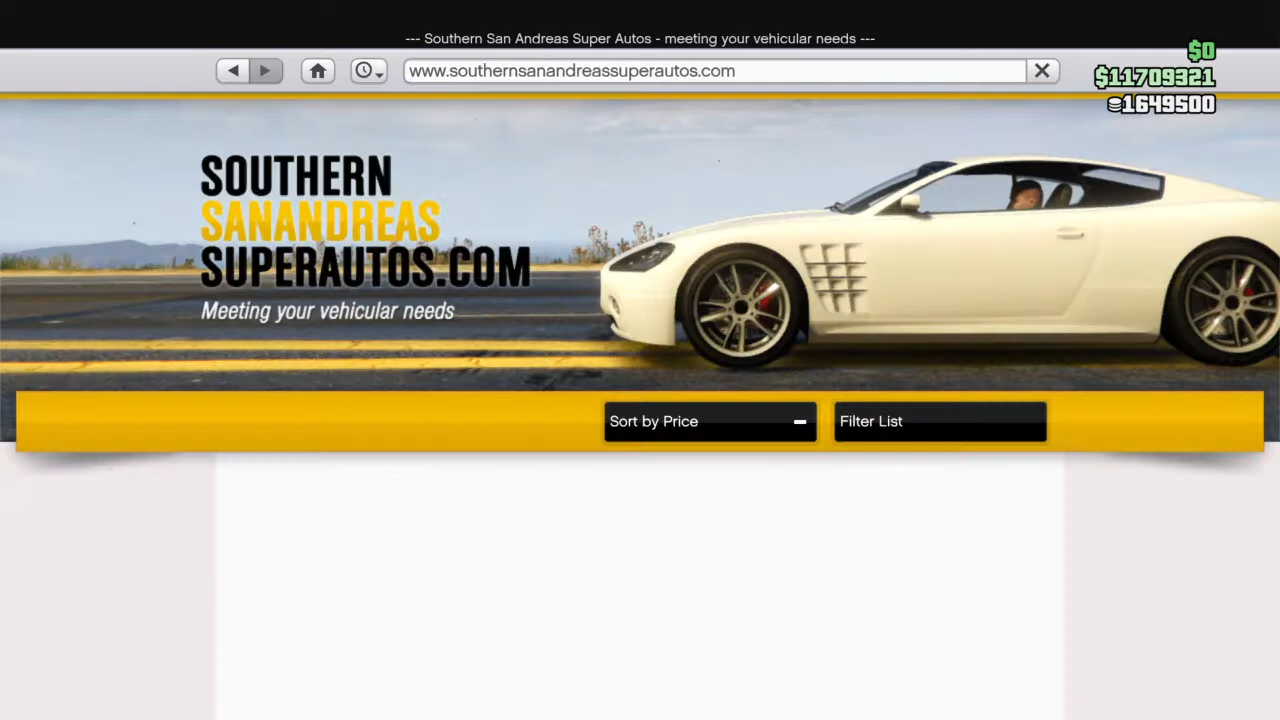 --- Southern San Andreas Super Autos - meeting your vehicular needs ---
$0
www.southernsanandreassuperautos.com
$11709321
1649500
SOUTHERN
SANANDREAS
SUPERAUTOS.COM
Meeting your vehicular needs
Sort by Price
Filter List